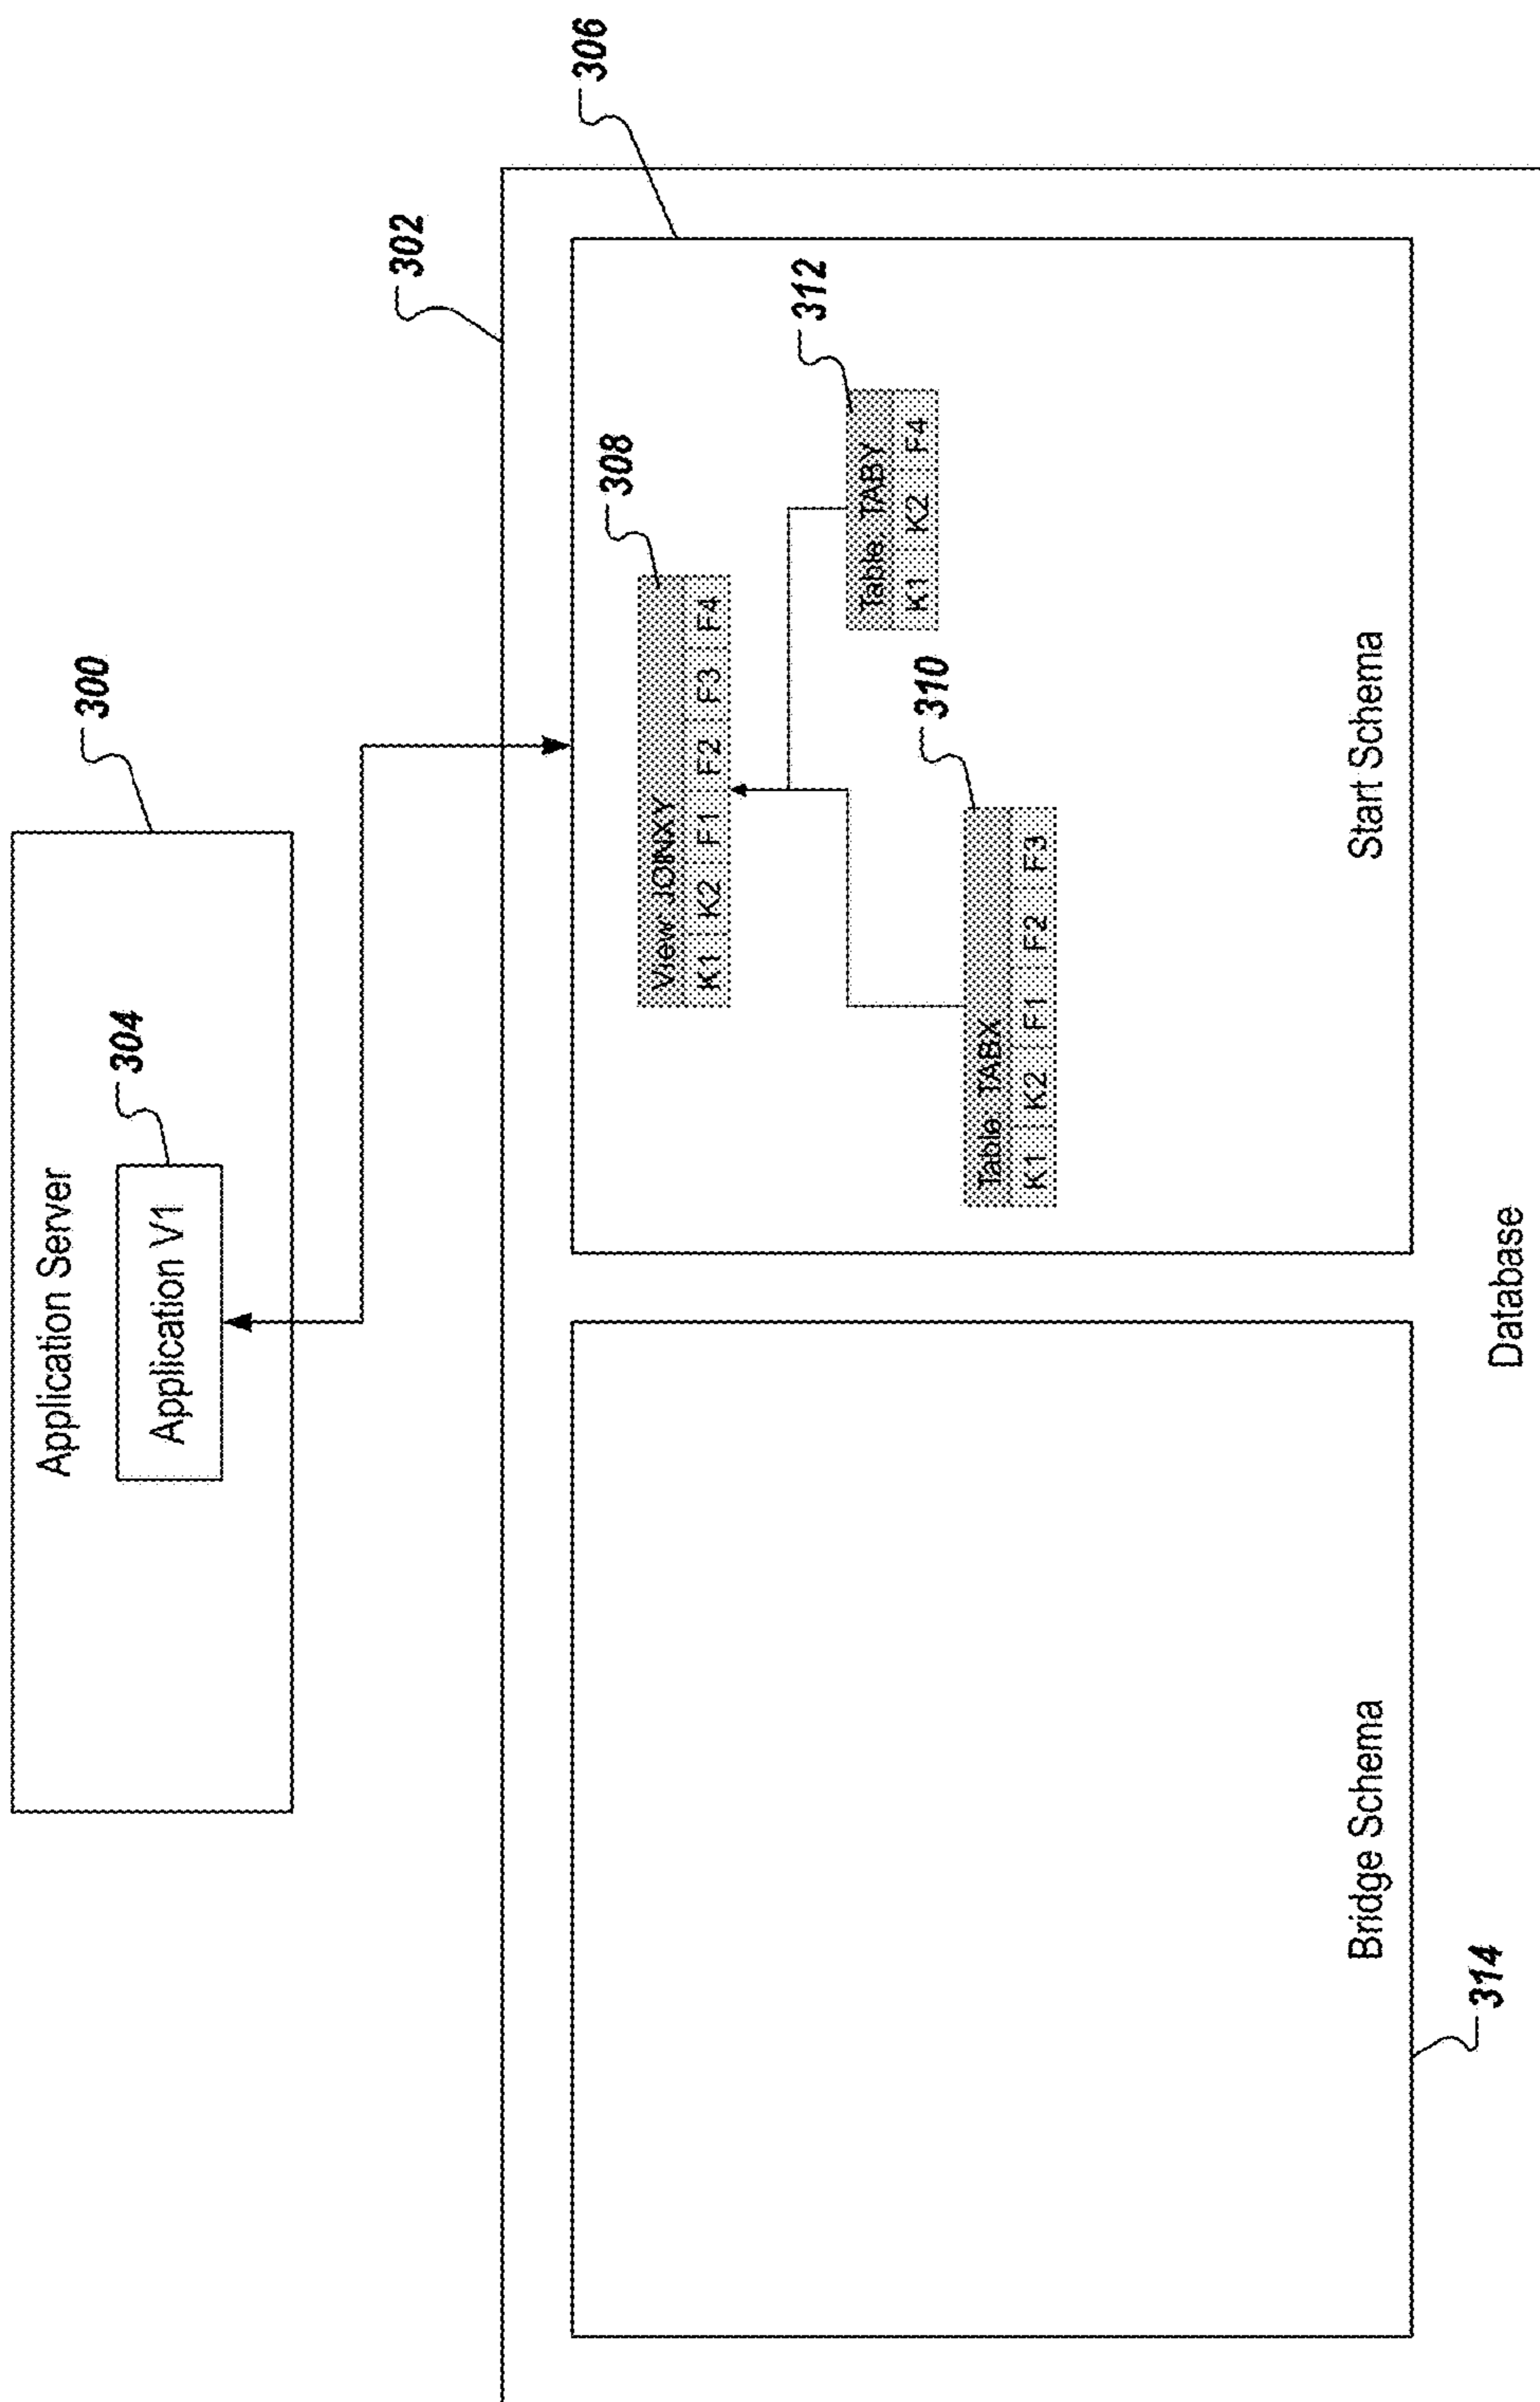 Application Server
300
Application V1
304
302
306
View JOINXY
K1 K2 F1 F2 F3 F4
308
Table TABY
K1 K2 F4
312
Table TABX
K1 K2 F1 F2 F3
310
Bridge Schema
Start Schema
314
Database